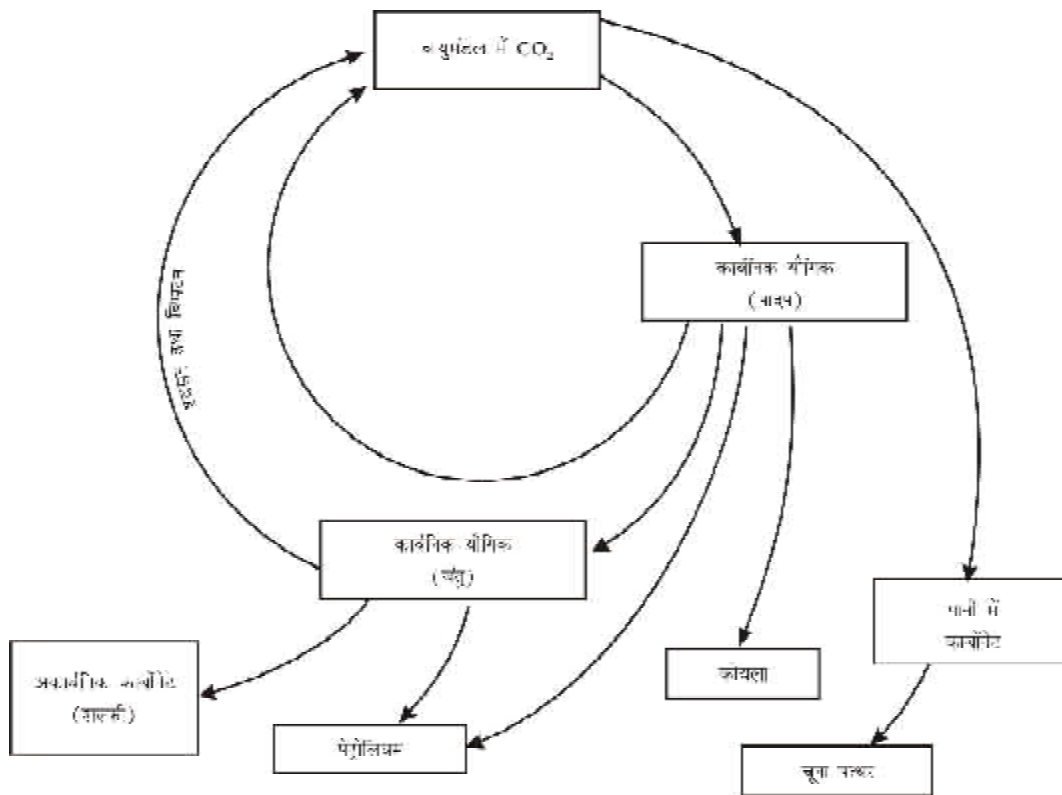 वायुमंडल में CO₂
कार्बनिक यौगिक
(पादप)
श्वसन तथा विघटन
कार्बनिक यौगिक
(जंतु)
पानी में
कार्बोनेट
अकार्बनिक कार्बोनेट
कोयला
पेट्रोलियम
चूना पत्थर